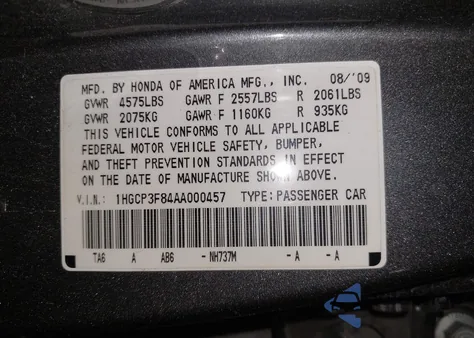 MFD. BY HONDA OF AMERICA MFG., INC. 08/'09
GVWR 4575LBS GAWR F 2557LBS R 2061LBS
GVWR 2075KG GAWR F 1160KG R 935KG
THIS VEHICLE CONFORMS TO ALL APPLICABLE
FEDERAL MOTOR VEHICLE SAFETY, BUMPER,
AND THEFT PREVENTION STANDARDS IN EFFECT
ON THE DATE OF MANUFACTURE SHOWN ABOVE.
V.I.N.: 1HGCP3F84AA000457 TYPE:PASSENGER CAR
TA6 A AB6 - NH737M - A - A